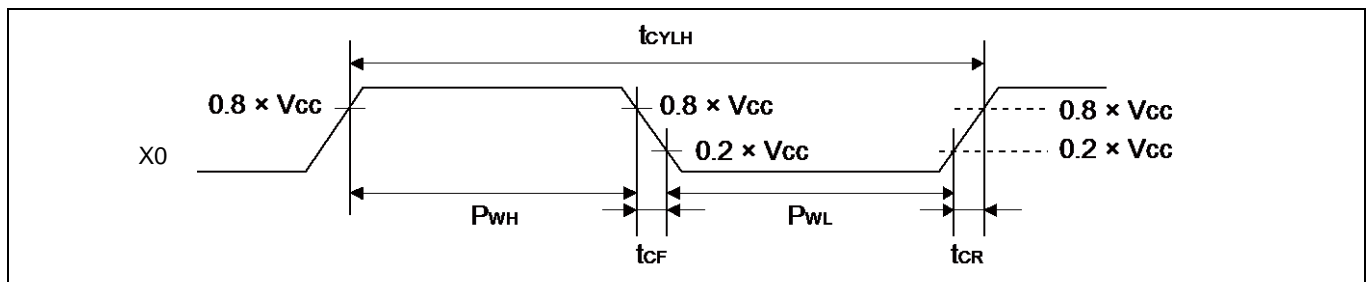 tCYLH
0.8 × Vcc
0.8 × Vcc
0.8 × Vcc
X0
0.2 × Vcc
0.2 × Vcc
PWH
PWL
tCF
tCR